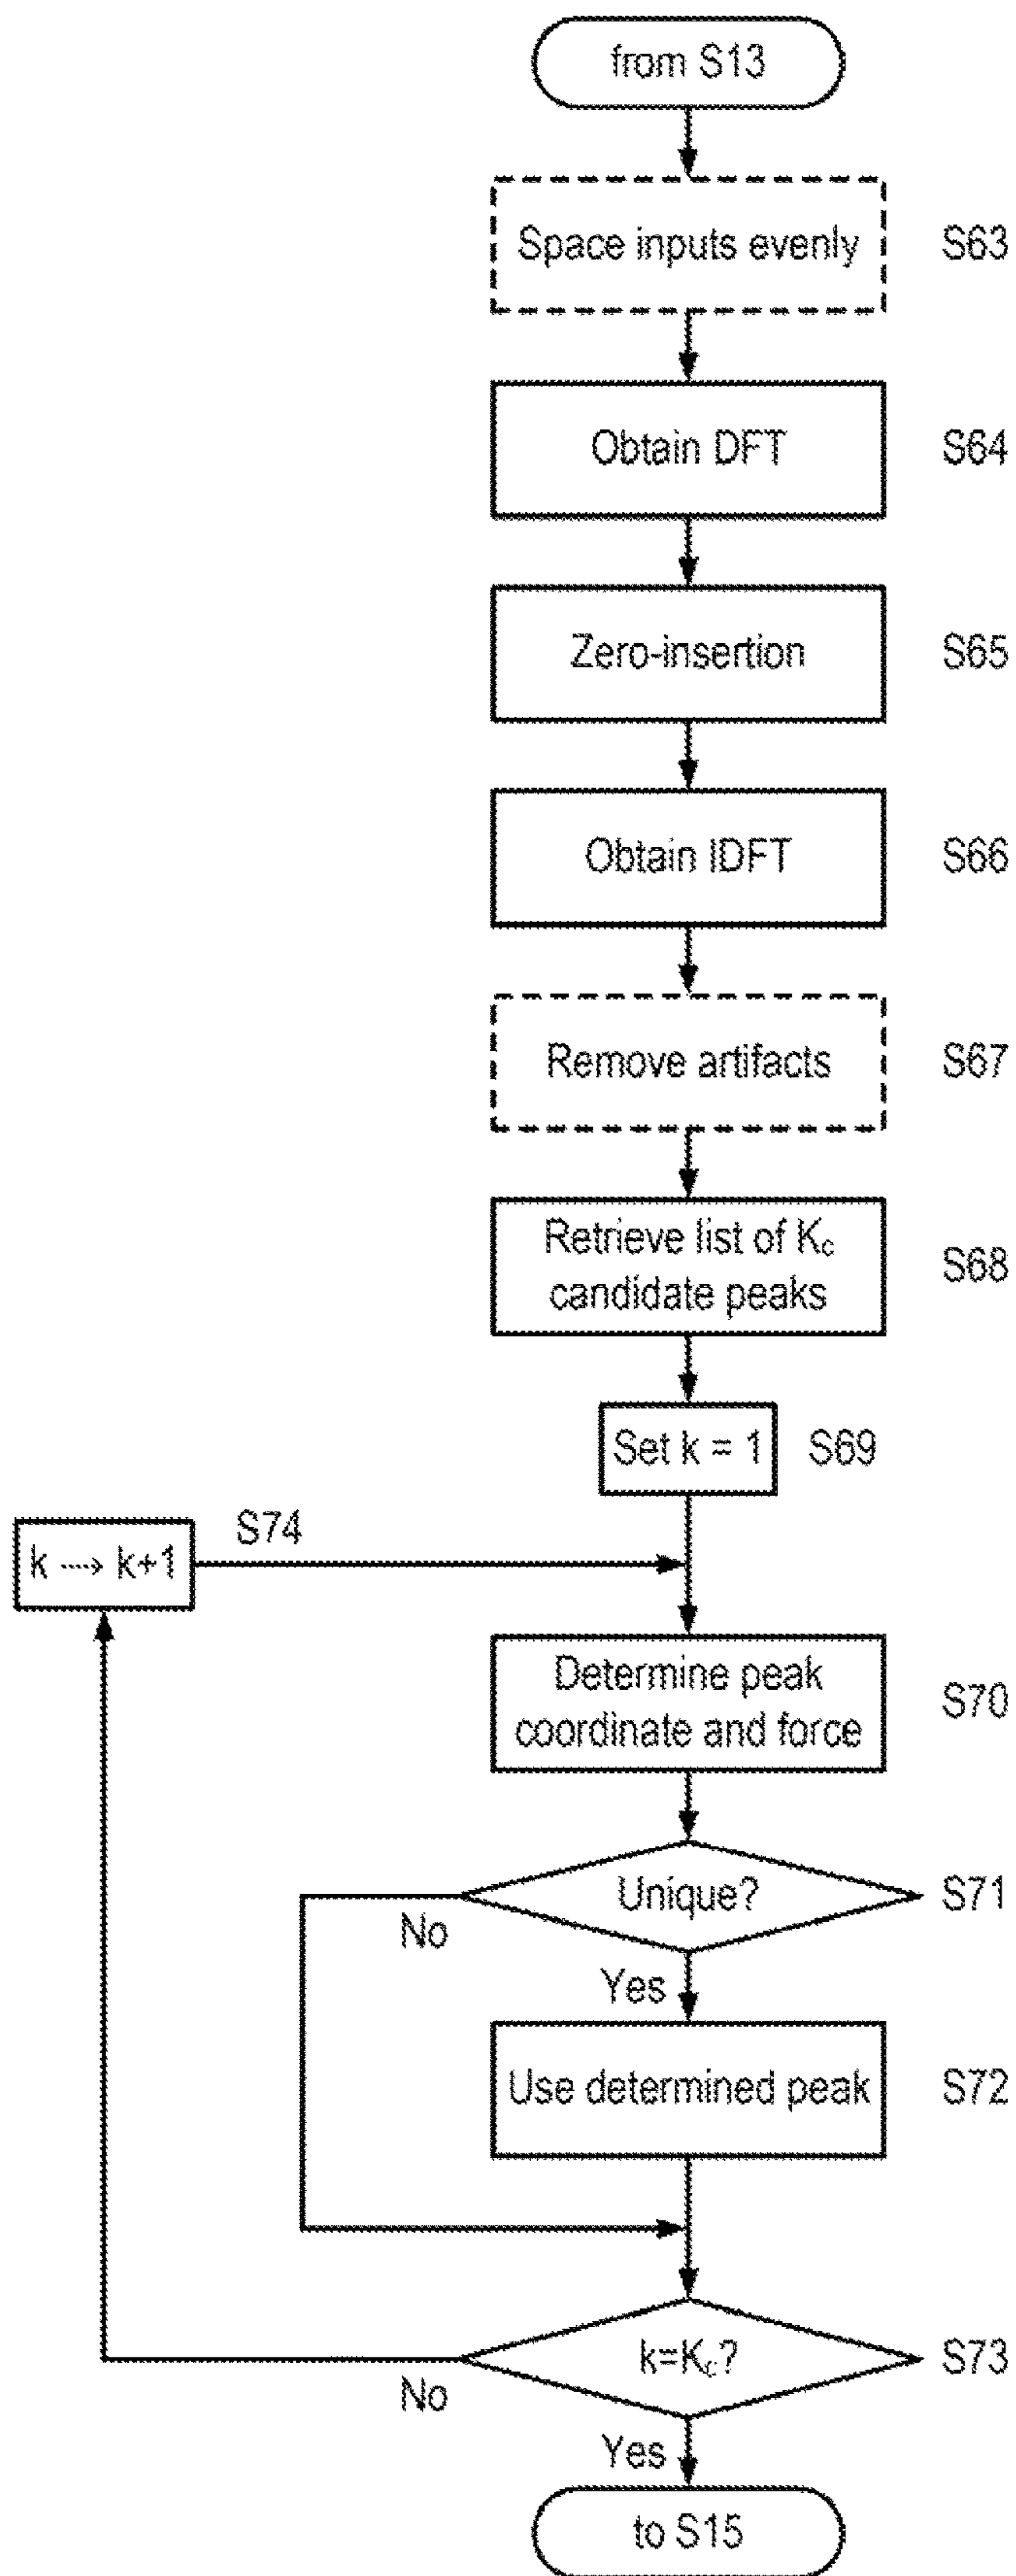 from S13
Space inputs evenly
S63
Obtain DFT
S64
Zero-insertion
S65
Obtain IDFT
S66
Remove artifacts
S67
Retrieve list of K_c
candidate peaks
S68
Set k = 1
S69
S74
k ⟶ k+1
Determine peak
coordinate and force
S70
Unique?
S71
No
Yes
Use determined peak
S72
k=K_c?
S73
No
Yes
to S15